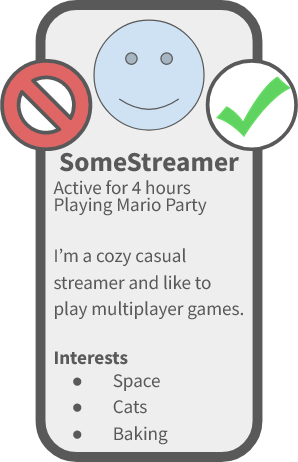 SomeStreamer
Active for 4 hours
Playing Mario Party
I'm a cozy casual
streamer and like to
play multiplayer games.
Interests
● Space
● Cats
● Baking